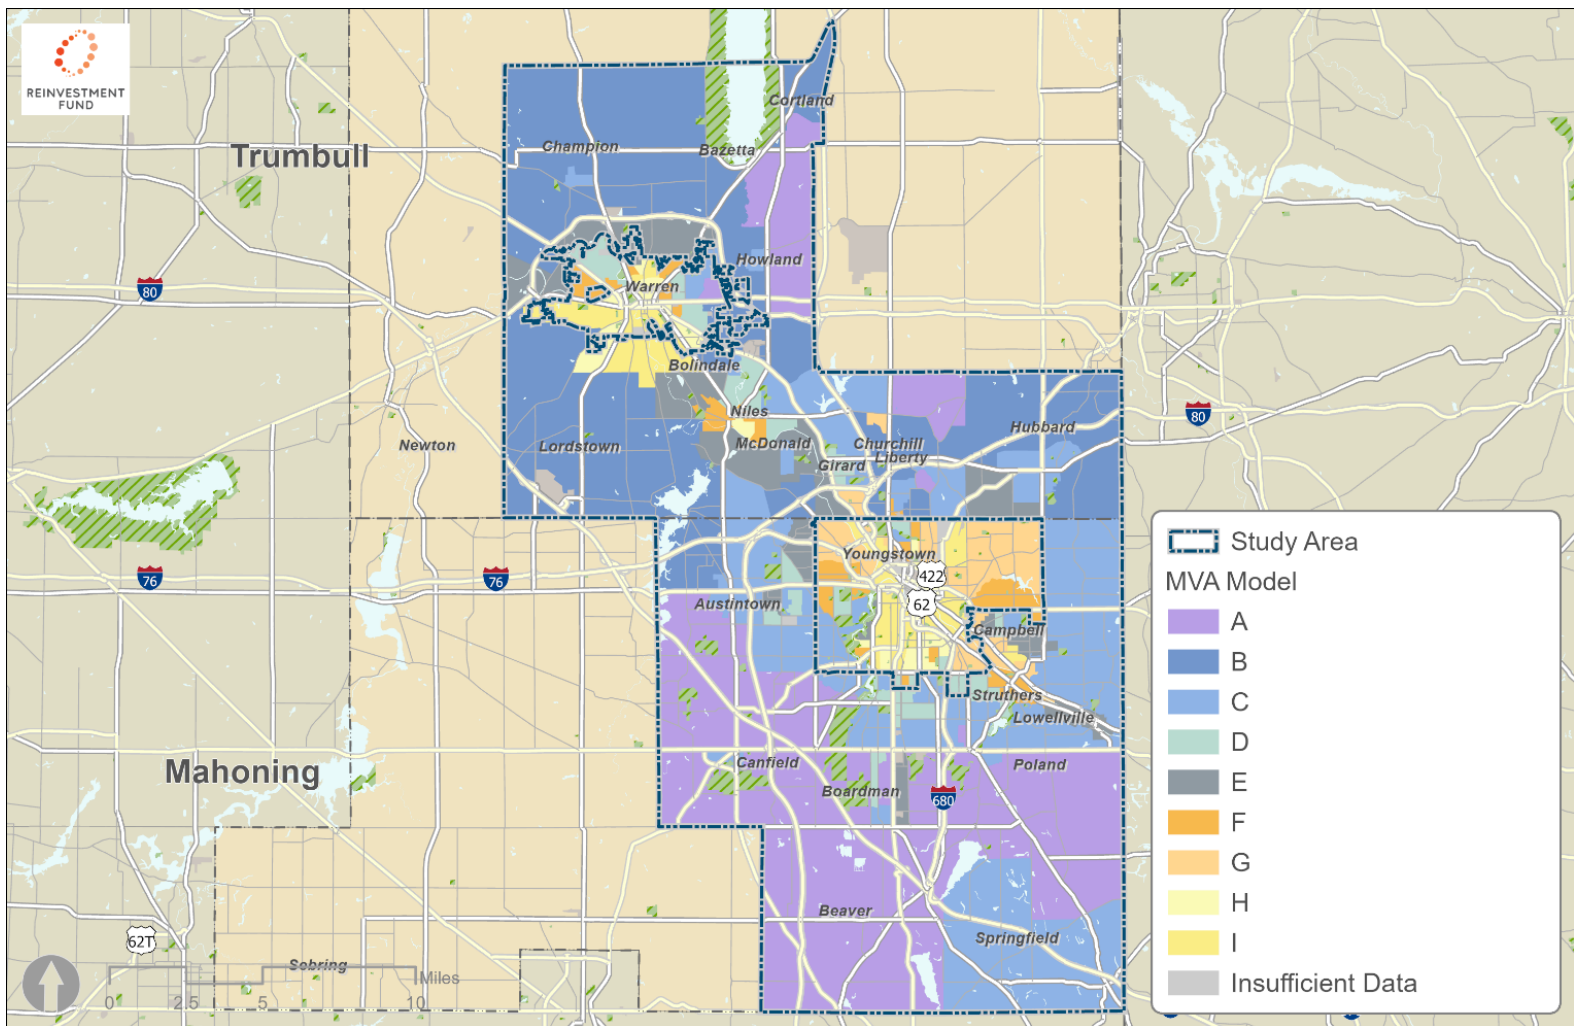 REINVESTMENT
FUND
Trumbull
Cortland
Champion
Bazetta
Howland
80
Warren
Bolindale
Niles
80
Newton
Lordstown
McDonald
Churchill
Hubbard
Girard
Liberty
Youngstown
76
76
422
Austintown
62
Campbell
Struthers
Lowellville
Mahoning
Canfield
Poland
Boardman
680
Beaver
62T
Springfield
Sebring
Miles
0 2.5 5 10
Study Area
MVA Model
A
B
C
D
E
F
G
H
I
Insufficient Data